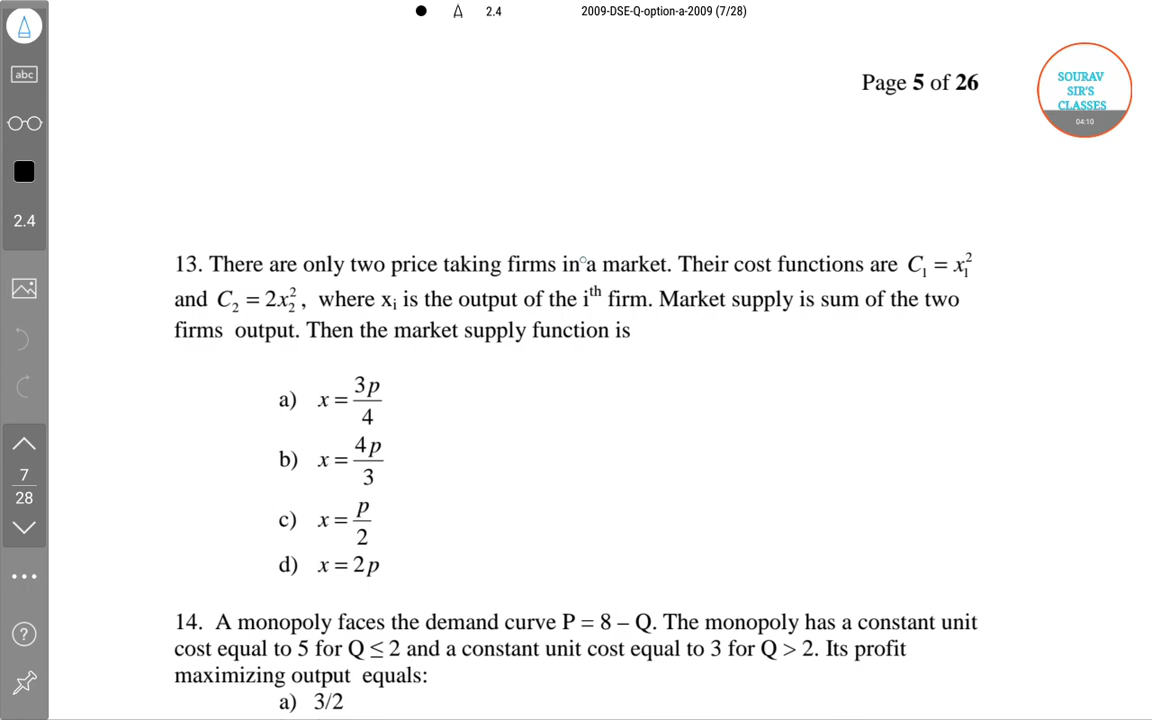 2.4 2009-DSE-Q-option-a-2009 (7/28)
abc
2.4
7
28
?
Page 5 of 26
SOURAV
SIR'S
CLASSES
04:10
13. There are only two price taking firms in a market. Their cost functions are C₁ = x₁²
and C₂ = 2x₂², where xᵢ is the output of the iᵗʰ firm. Market supply is sum of the two
firms output. Then the market supply function is
a) x = 3p/4
b) x = 4p/3
c) x = p/2
d) x = 2p
14. A monopoly faces the demand curve P = 8 – Q. The monopoly has a constant unit
cost equal to 5 for Q ≤ 2 and a constant unit cost equal to 3 for Q > 2. Its profit
maximizing output equals:
a) 3/2